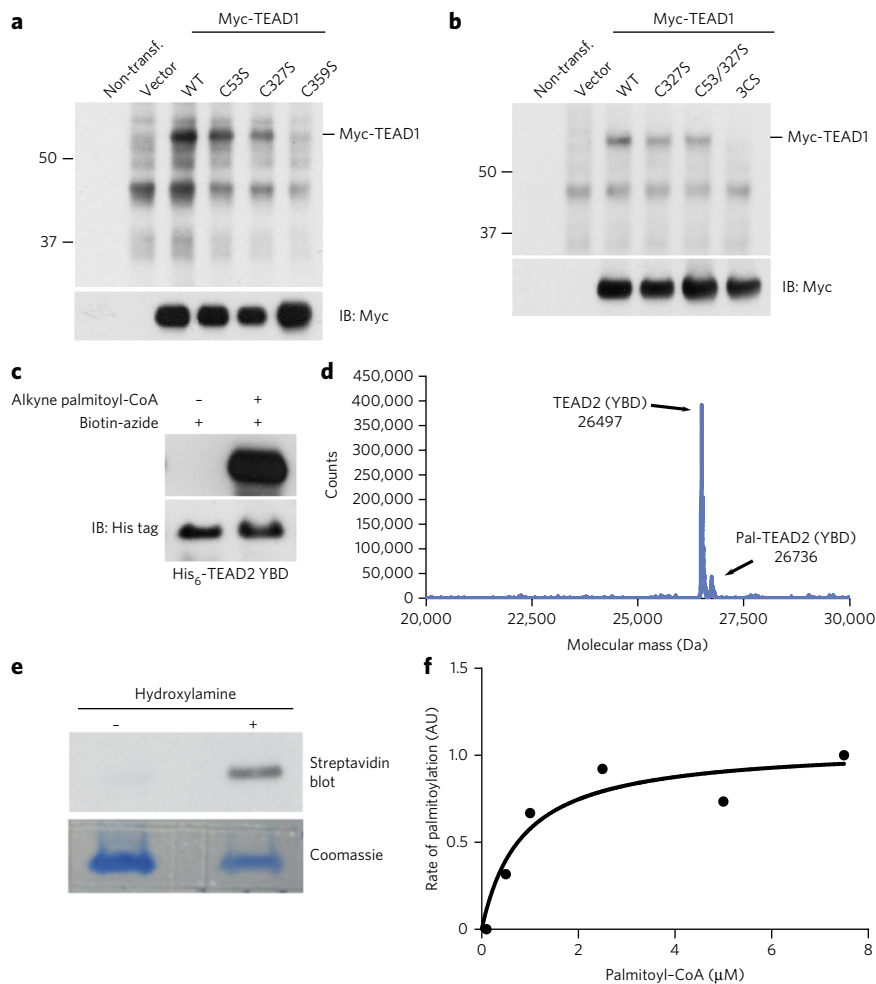 a
Myc-TEAD1
Non-transf.
Vector
WT
C53S
C327S
C359S
Myc-TEAD1
50
37
IB: Myc
b
Myc-TEAD1
Non-transf.
Vector
WT
C327S
C53/327S
3CS
Myc-TEAD1
50
37
IB: Myc
c
Alkyne palmitoyl-CoA – +
Biotin-azide + +
IB: His tag
His6-TEAD2 YBD
d
450,000
400,000
350,000
300,000
250,000
200,000
150,000
100,000
50,000
0
Counts
TEAD2 (YBD)
26497
Pal-TEAD2 (YBD)
26736
20,000 22,500 25,000 27,500 30,000
Molecular mass (Da)
e
Hydroxylamine
– +
Streptavidin
blot
Coomassie
f
1.5
1.0
0.5
0
Rate of palmitoylation (AU)
0 2 4 6 8
Palmitoyl–CoA (μM)